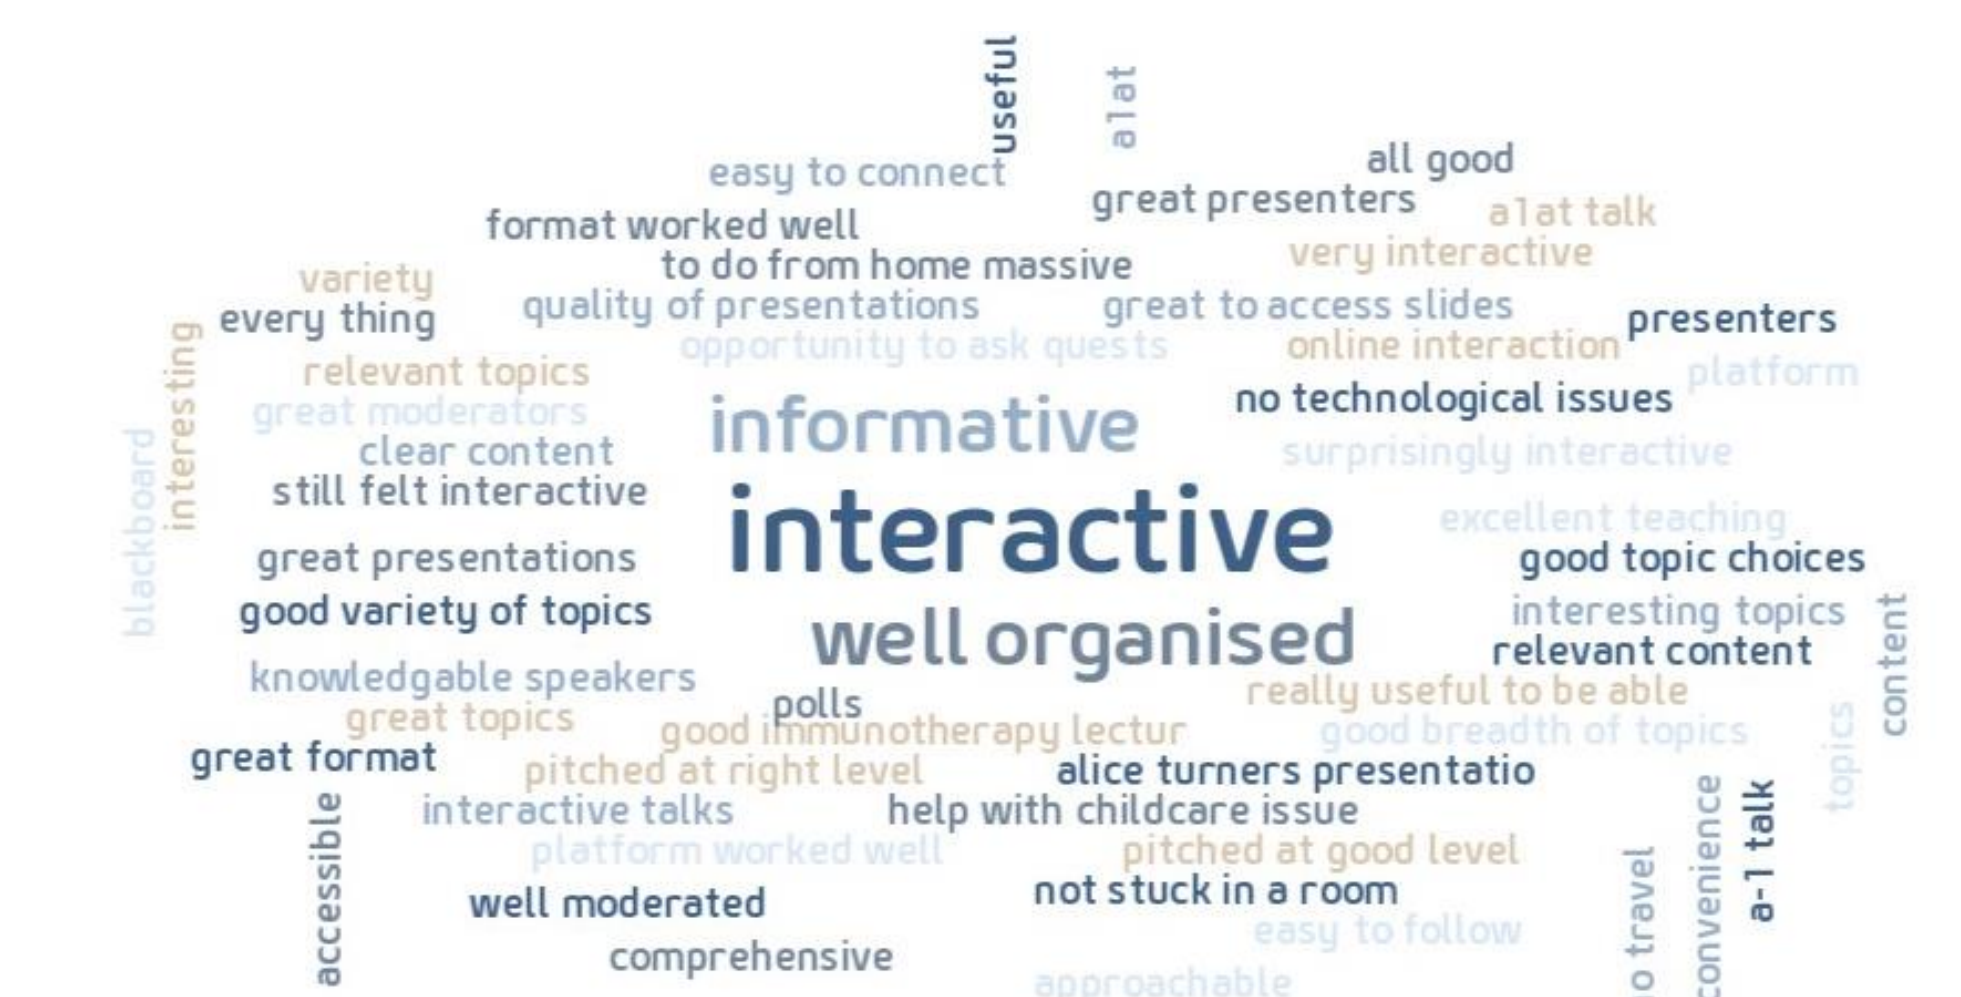 useful
a1at
all good
easy to connect
great presenters
a1at talk
format worked well
very interactive
to do from home massive
variety
quality of presentations
great to access slides
every thing
presenters
opportunity to ask quests
online interaction
interesting
relevant topics
platform
no technological issues
great moderators
informative
clear content
surprisingly interactive
blackboard
still felt interactive
interactive
excellent teaching
great presentations
good topic choices
good variety of topics
interesting topics
well organised
relevant content
content
knowledgable speakers
really useful to be able
polls
great topics
good immunotherapy lectur
good breadth of topics
topics
great format
pitched at right level
alice turners presentatio
interactive talks
help with childcare issue
accessible
platform worked well
pitched at good level
a-1 talk
convenience
well moderated
not stuck in a room
travel
easy to follow
comprehensive
approachable